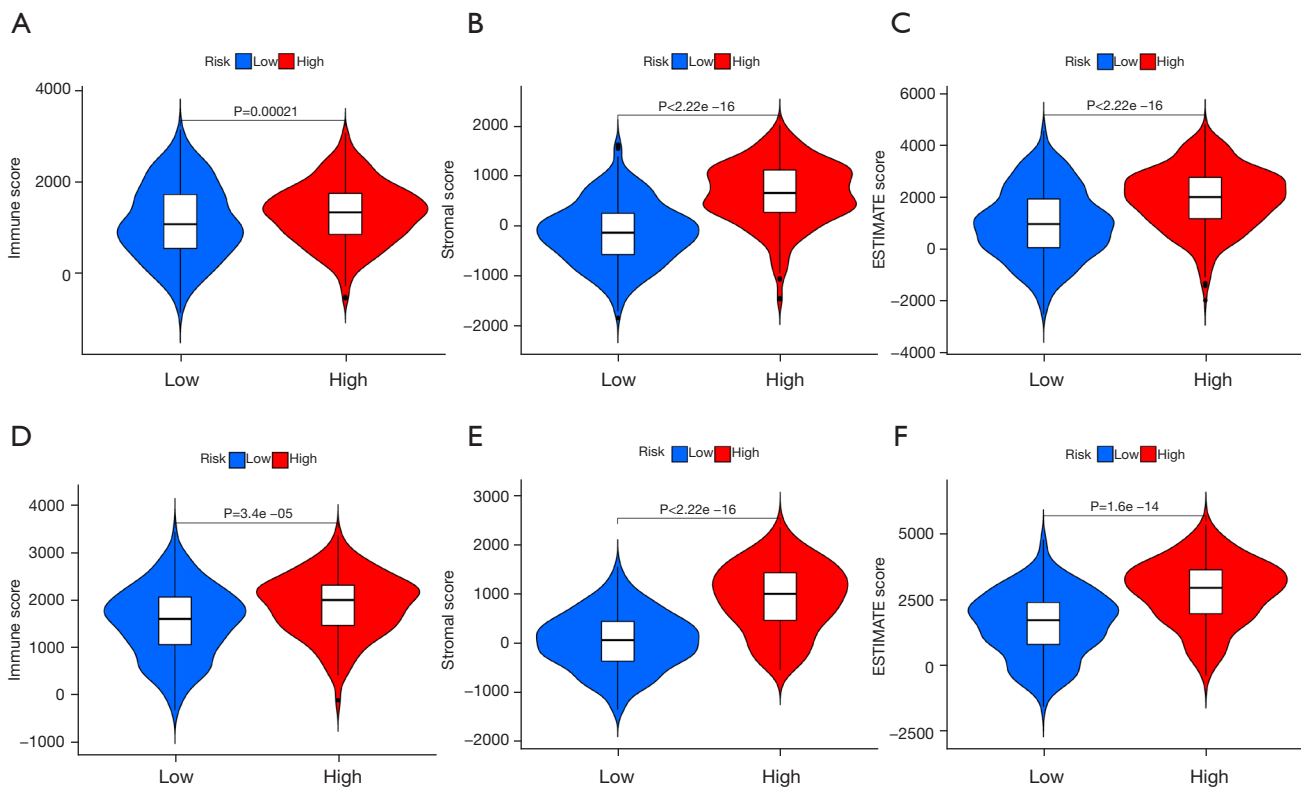 A
Risk Low High
4000
2000
0
Immune score
P=0.00021
Low High
B
Risk Low High
2000
1000
0
−1000
−2000
Stromal score
P<2.22e −16
Low High
C
Risk Low High
6000
4000
2000
0
−2000
−4000
ESTIMATE score
P<2.22e −16
Low High
D
Risk Low High
4000
3000
2000
1000
0
−1000
Immune score
P=3.4e −05
Low High
E
Risk Low High
3000
2000
1000
0
−1000
−2000
Stromal score
P<2.22e −16
Low High
F
Risk Low High
5000
2500
0
−2500
ESTIMATE score
P=1.6e −14
Low High